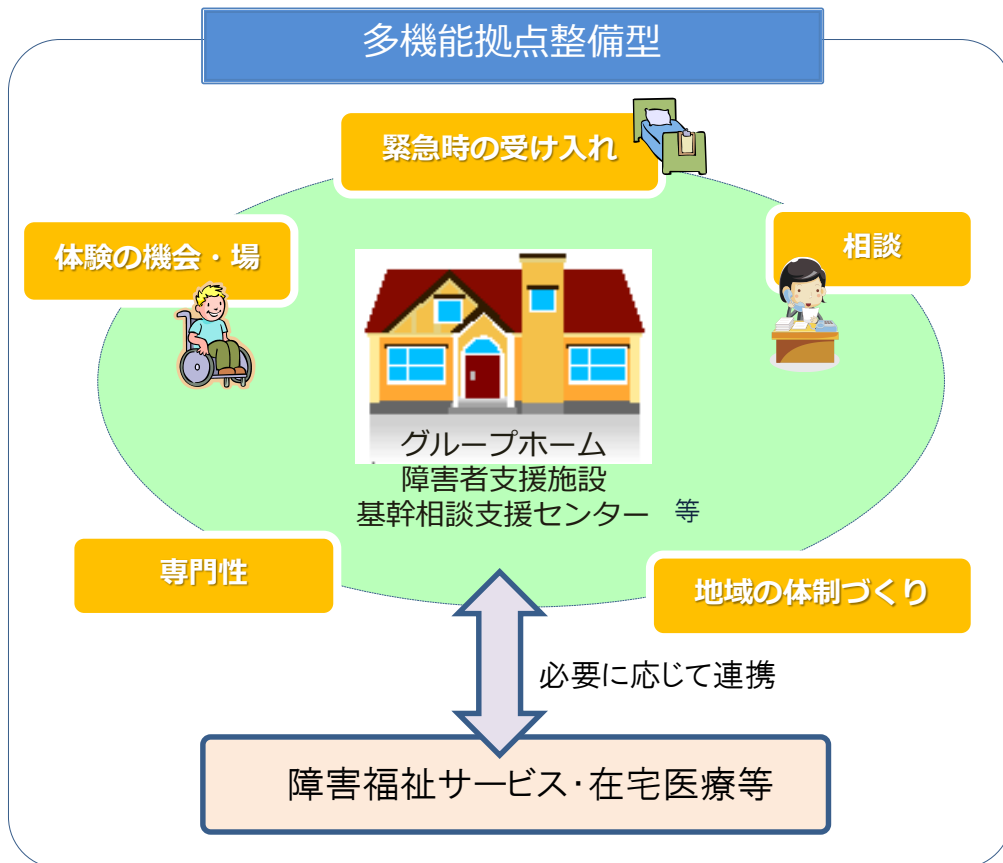 多機能拠点整備型
緊急時の受け入れ
体験の機会・場
相談
グループホーム
障害者支援施設
基幹相談支援センター 等
専門性
地域の体制づくり
必要に応じて連携
障害福祉サービス・在宅医療等